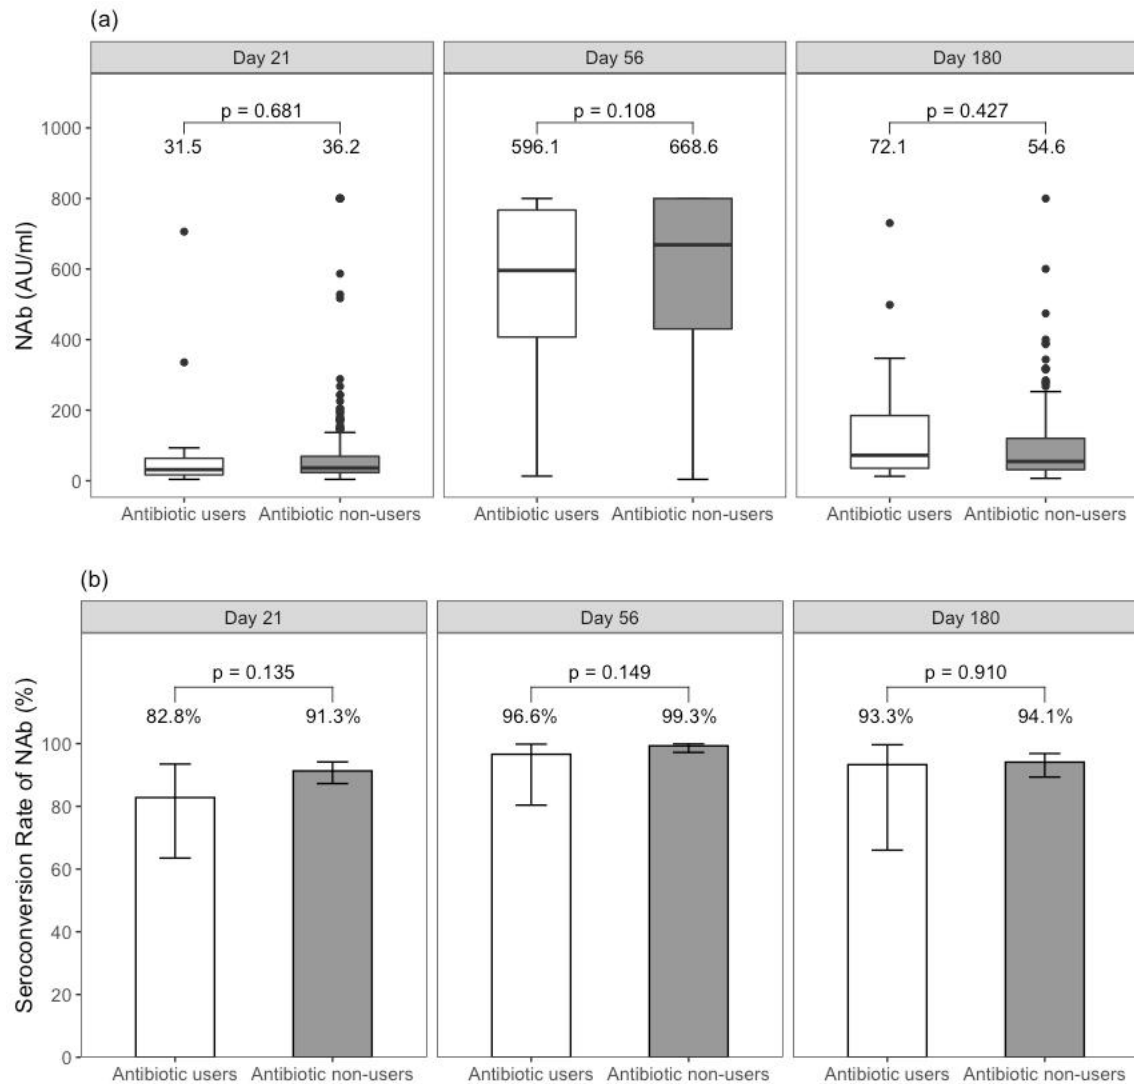 (a)
Day 21
Day 56
Day 180
p = 0.681
p = 0.108
p = 0.427
31.5
36.2
596.1
668.6
72.1
54.6
NAb (AU/ml)
1000
800
600
400
200
0
Antibiotic users
Antibiotic non-users
Antibiotic users
Antibiotic non-users
Antibiotic users
Antibiotic non-users
(b)
Day 21
Day 56
Day 180
p = 0.135
p = 0.149
p = 0.910
82.8%
91.3%
96.6%
99.3%
93.3%
94.1%
Seroconversion Rate of NAb (%)
100
80
60
40
20
0
Antibiotic users
Antibiotic non-users
Antibiotic users
Antibiotic non-users
Antibiotic users
Antibiotic non-users